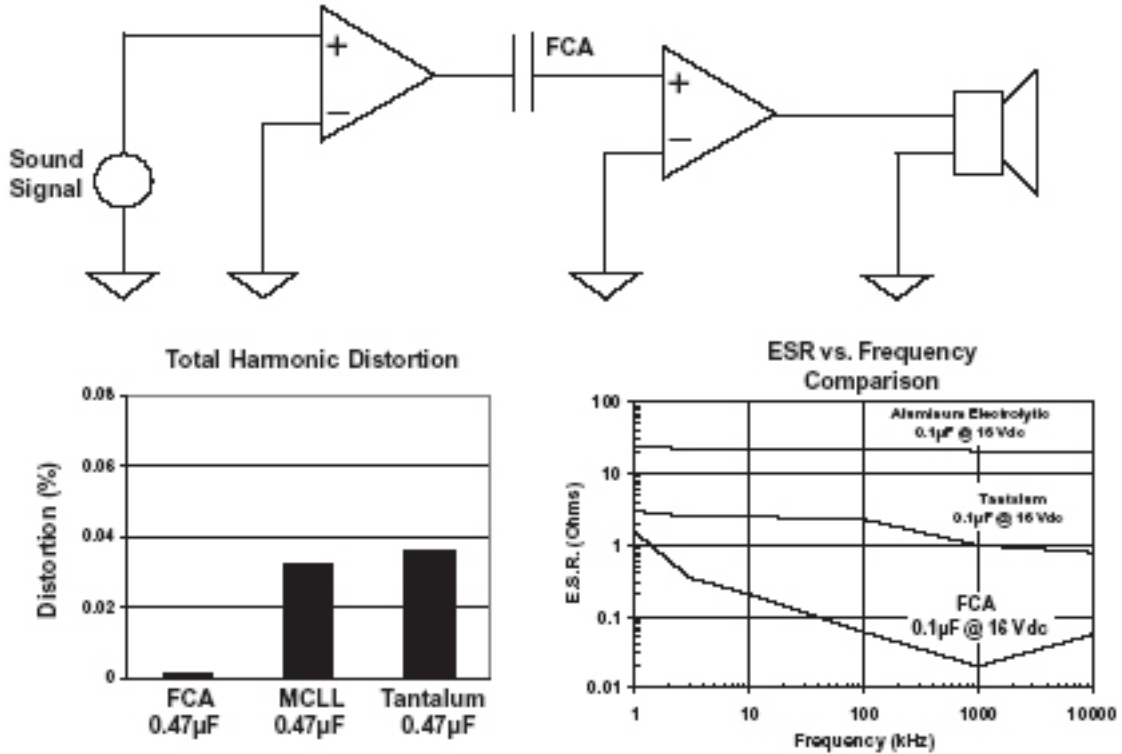 FCA
+
−
+
−
Sound
Signal
Total Harmonic Distortion
0.08
0.06
0.04
0.02
0
Distortion (%)
FCA
0.47µF
MCLL
0.47µF
Tantalum
0.47µF
ESR vs. Frequency
Comparison
100
10
1
0.1
0.01
E.S.R. (Ohms)
Aluminum Electrolytic
0.1µF @ 16 Vdc
Tantalum
0.1µF @ 16 Vdc
FCA
0.1µF @ 16 Vdc
1
10
100
1000
10000
Frequency (kHz)